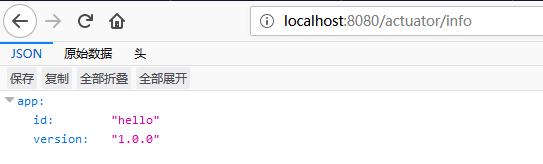 localhost:8080/actuator/info
JSON 原始数据 头
保存 复制 全部折叠 全部展开
app:
id: "hello"
version: "1.0.0"